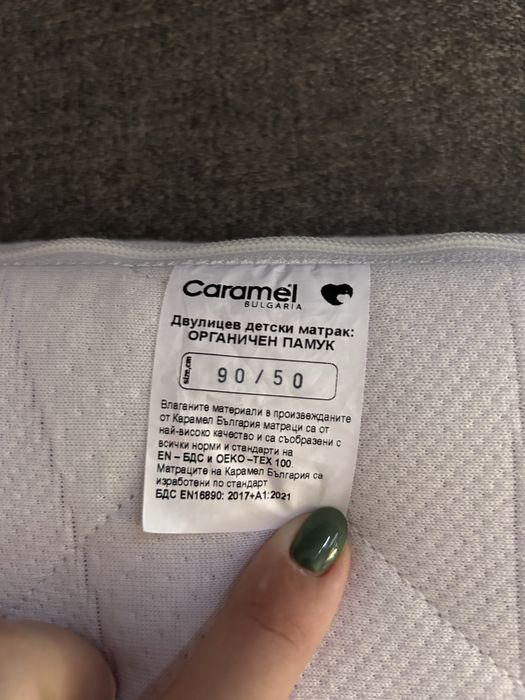 Caramel
BULGARIA
Двулицев детски матрак:
ОРГАНИЧЕН ПАМУК
size,cm
90/50
Влаганите материали в произвежданите
от Карамел България матраци са от
най-високо качество и са съобразени с
всички норми и стандарти на
EN – БДС и OEKO –TEX 100.
Матраците на Карамел България са
изработени по стандарт
БДС EN16890: 2017+A1:2021